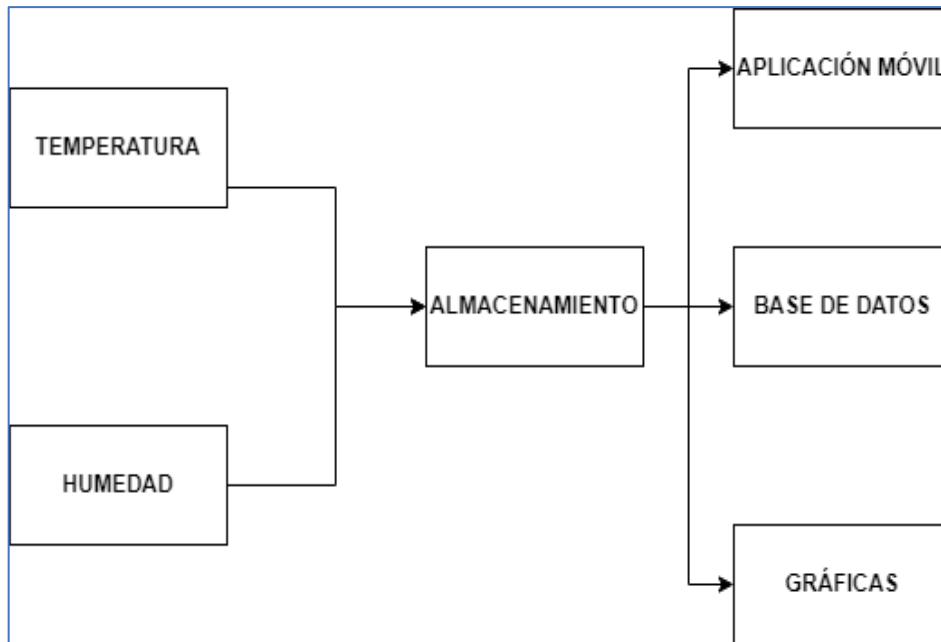 TEMPERATURA
HUMEDAD
ALMACENAMIENTO
APLICACIÓN MÓVIL
BASE DE DATOS
GRÁFICAS